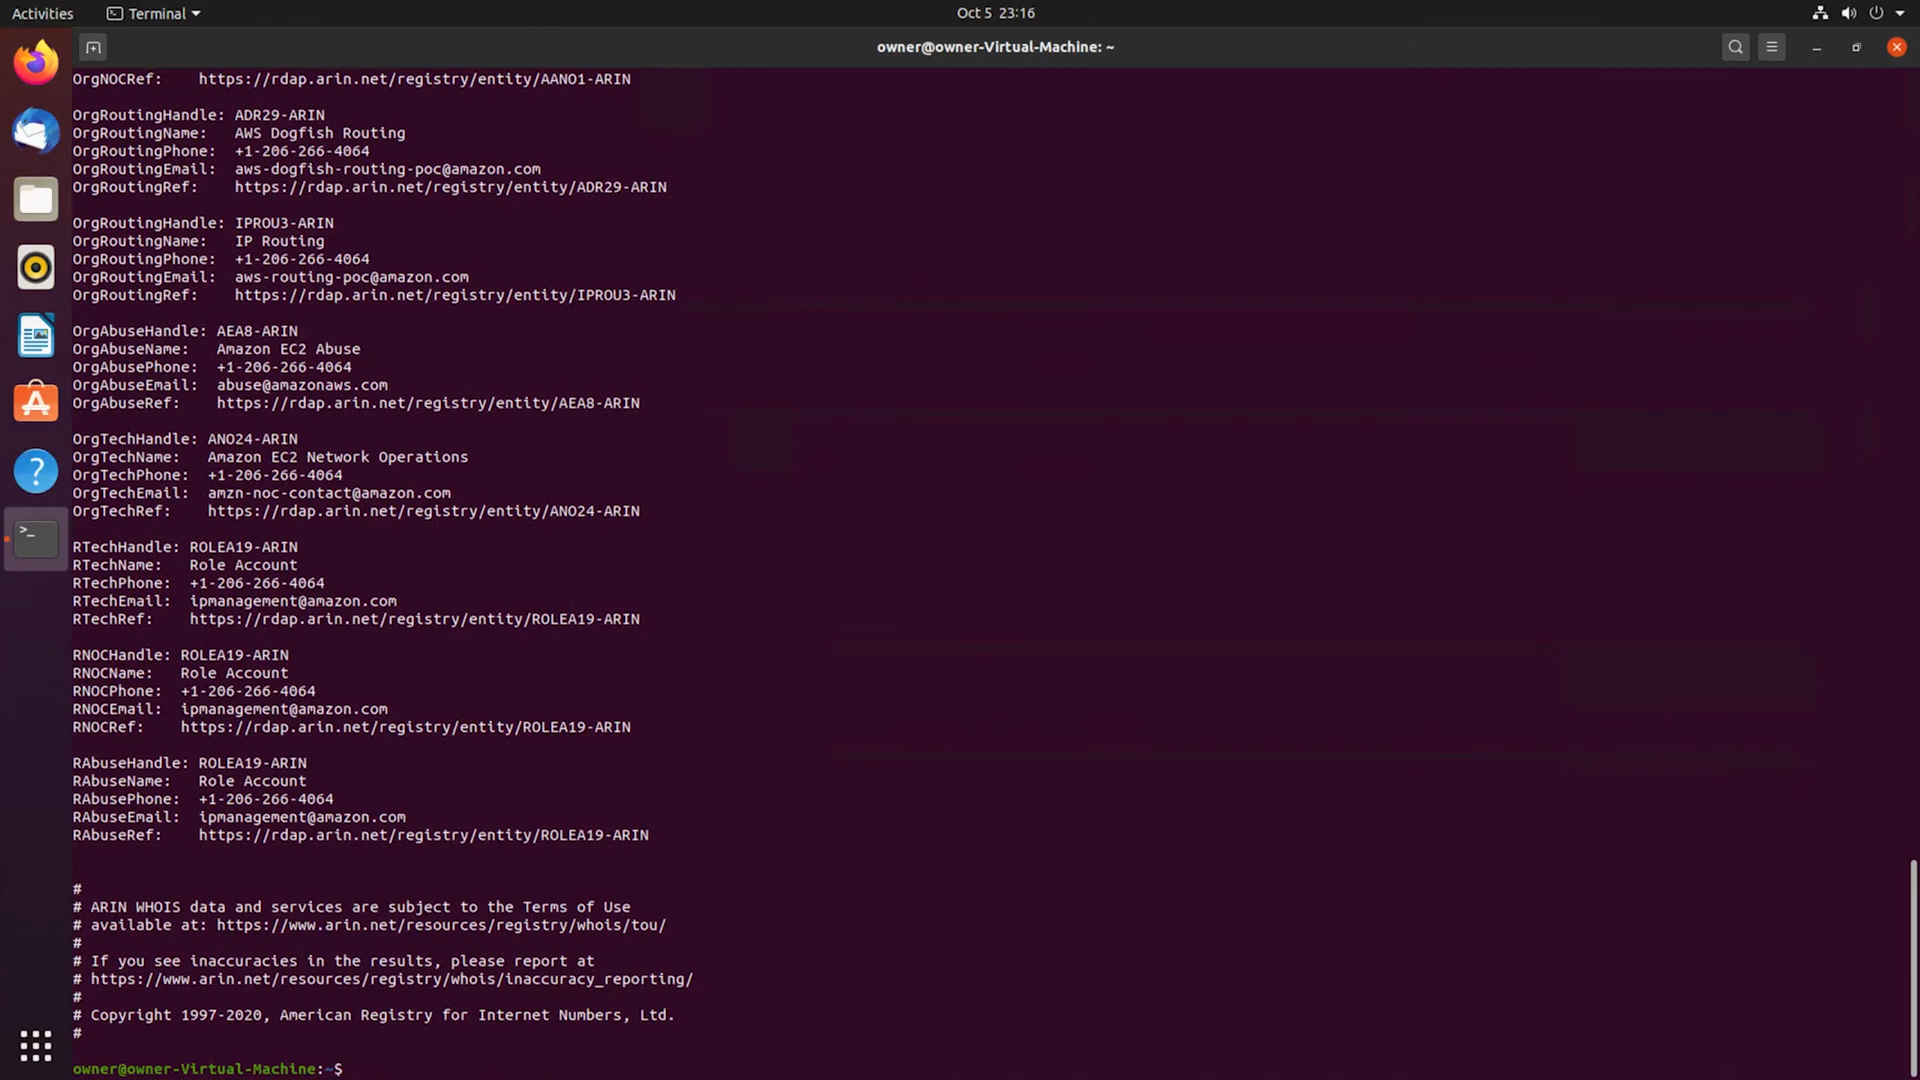 Activities
Terminal
Oct 5 23:16
owner@owner-Virtual-Machine: ~
OrgNOCRef:    https://rdap.arin.net/registry/entity/AANO1-ARIN
OrgRoutingHandle: ADR29-ARIN
OrgRoutingName:   AWS Dogfish Routing
OrgRoutingPhone:  +1-206-266-4064
OrgRoutingEmail:  aws-dogfish-routing-poc@amazon.com
OrgRoutingRef:    https://rdap.arin.net/registry/entity/ADR29-ARIN
OrgRoutingHandle: IPROU3-ARIN
OrgRoutingName:   IP Routing
OrgRoutingPhone:  +1-206-266-4064
OrgRoutingEmail:  aws-routing-poc@amazon.com
OrgRoutingRef:    https://rdap.arin.net/registry/entity/IPROU3-ARIN
OrgAbuseHandle: AEA8-ARIN
OrgAbuseName:   Amazon EC2 Abuse
OrgAbusePhone:  +1-206-266-4064
OrgAbuseEmail:  abuse@amazonaws.com
OrgAbuseRef:    https://rdap.arin.net/registry/entity/AEA8-ARIN
OrgTechHandle: ANO24-ARIN
OrgTechName:   Amazon EC2 Network Operations
OrgTechPhone:  +1-206-266-4064
OrgTechEmail:  amzn-noc-contact@amazon.com
OrgTechRef:    https://rdap.arin.net/registry/entity/ANO24-ARIN
RTechHandle: ROLEA19-ARIN
RTechName:   Role Account
RTechPhone:  +1-206-266-4064
RTechEmail:  ipmanagement@amazon.com
RTechRef:    https://rdap.arin.net/registry/entity/ROLEA19-ARIN
RNOCHandle: ROLEA19-ARIN
RNOCName:   Role Account
RNOCPhone:  +1-206-266-4064
RNOCEmail:  ipmanagement@amazon.com
RNOCRef:    https://rdap.arin.net/registry/entity/ROLEA19-ARIN
RAbuseHandle: ROLEA19-ARIN
RAbuseName:   Role Account
RAbusePhone:  +1-206-266-4064
RAbuseEmail:  ipmanagement@amazon.com
RAbuseRef:    https://rdap.arin.net/registry/entity/ROLEA19-ARIN
#
# ARIN WHOIS data and services are subject to the Terms of Use
# available at: https://www.arin.net/resources/registry/whois/tou/
#
# If you see inaccuracies in the results, please report at
# https://www.arin.net/resources/registry/whois/inaccuracy_reporting/
#
# Copyright 1997-2020, American Registry for Internet Numbers, Ltd.
#
owner@owner-Virtual-Machine:~$